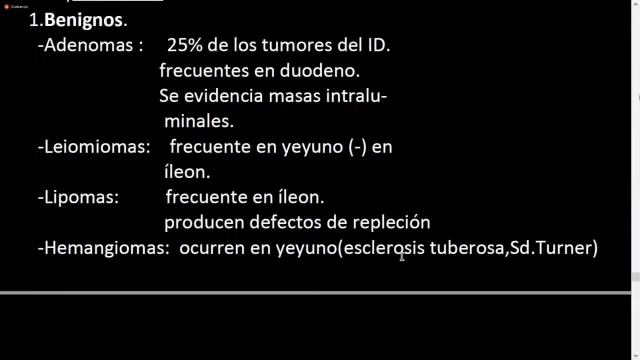 1.Benignos.
-Adenomas : 25% de los tumores del ID.
frecuentes en duodeno.
Se evidencia masas intralu-
minales.
-Leiomiomas: frecuente en yeyuno (-) en
íleon.
-Lipomas: frecuente en íleon.
producen defectos de repleción
-Hemangiomas: ocurren en yeyuno(esclerosis tuberosa,Sd.Turner)